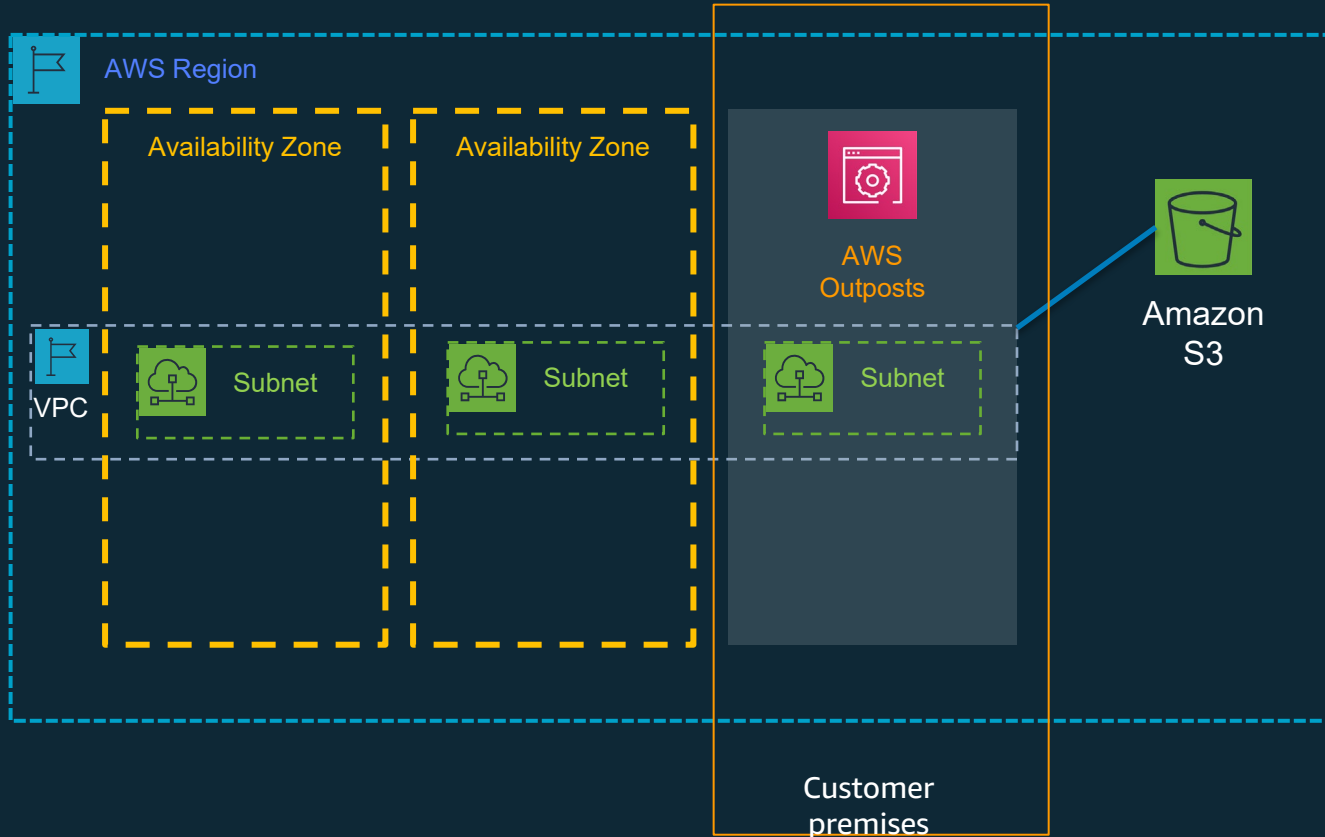 AWS Region
Availability Zone
Availability Zone
AWS
Outposts
Amazon
S3
VPC
Subnet
Subnet
Subnet
Customer
premises